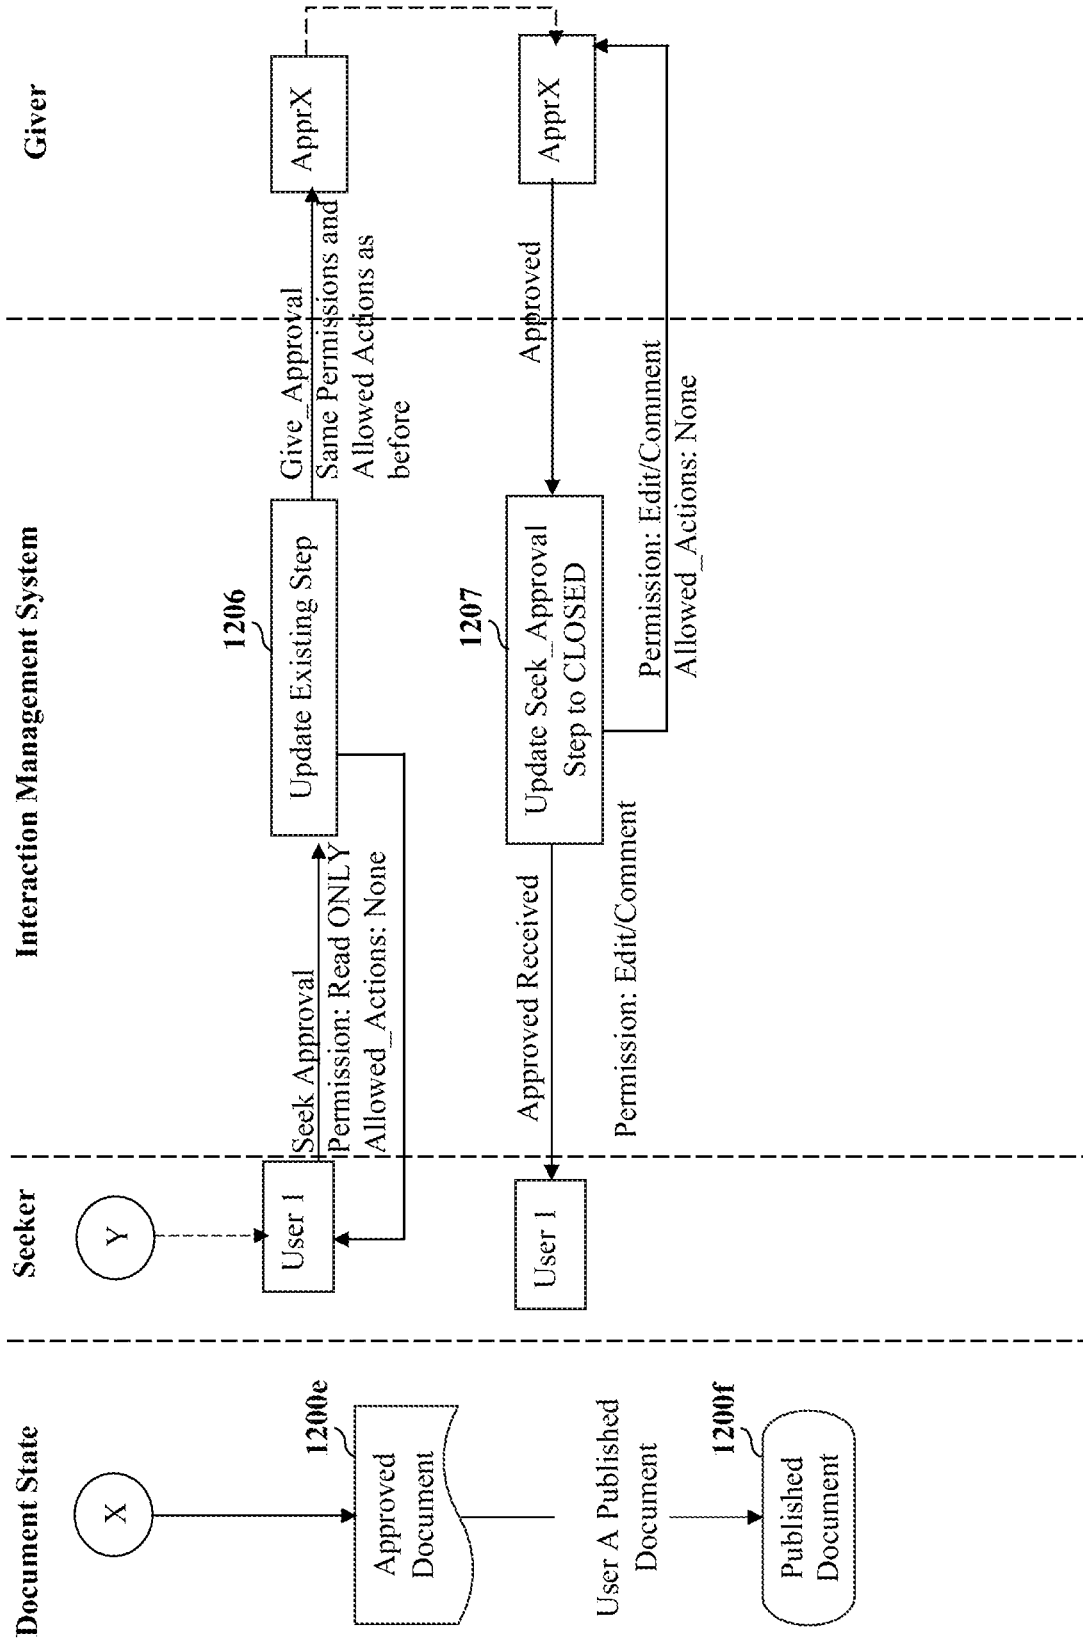 Document State
X
1200e
Approved
Document
User A Published
Document
1200f
Published
Document
Seeker
Y
User 1
User 1
Interaction Management System
Seek Approval
Permission: Read ONLY
Allowed_Actions: None
1206
Update Existing Step
Give_Approval
Same Permissions and
Allowed Actions as
before
Approved Received
Permission: Edit/Comment
1207
Update Seek_Approval
Step to CLOSED
Approved
Permission: Edit/Comment
Allowed_Actions: None
Giver
ApprX
ApprX